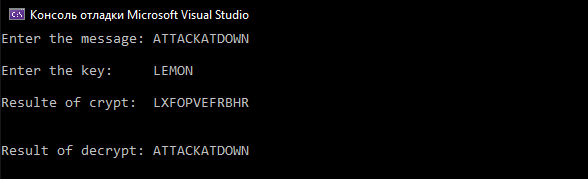 Консоль отладки Microsoft Visual Studio
Enter the message: ATTACKATDOWN
Enter the key: LEMON
Resulte of crypt: LXFOPVEFRBHR
Result of decrypt: ATTACKATDOWN